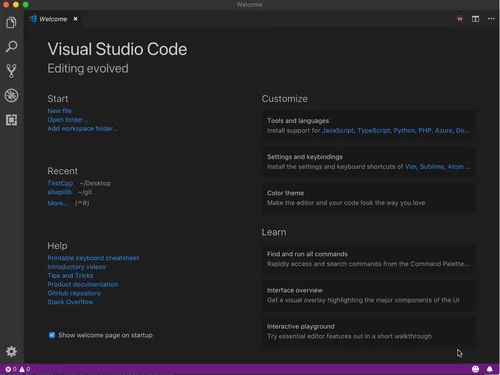 Welcome
Welcome
Visual Studio Code
Editing evolved
Start
New file
Open folder...
Add workspace folder...
Recent
TestCpp ~/Desktop
allwpilib ~/git
More... (^R)
Help
Printable keyboard cheatsheet
Introductory videos
Tips and Tricks
Product documentation
GitHub repository
Stack Overflow
Show welcome page on startup
Customize
Tools and languages
Install support for JavaScript, TypeScript, Python, PHP, Azure, Do...
Settings and keybindings
Install the settings and keyboard shortcuts of Vim, Sublime, Atom ...
Color theme
Make the editor and your code look the way you love
Learn
Find and run all commands
Rapidly access and search commands from the Command Palette...
Interface overview
Get a visual overlay highlighting the major components of the UI
Interactive playground
Try essential editor features out in a short walkthrough
0 0